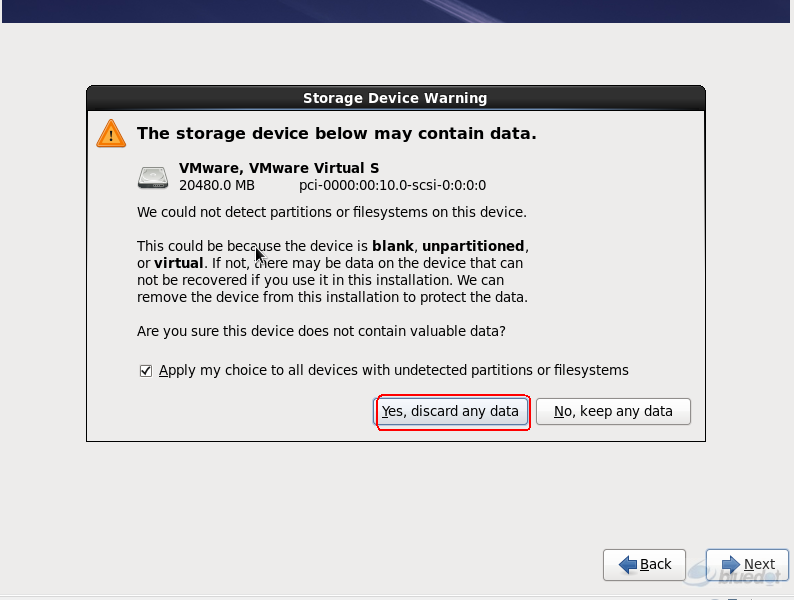 Storage Device Warning
The storage device below may contain data.
VMware, VMware Virtual S
20480.0 MB pci-0000:00:10.0-scsi-0:0:0:0
We could not detect partitions or filesystems on this device.
This could be because the device is blank, unpartitioned,
or virtual. If not, there may be data on the device that can
not be recovered if you use it in this installation. We can
remove the device from this installation to protect the data.
Are you sure this device does not contain valuable data?
Apply my choice to all devices with undetected partitions or filesystems
Yes, discard any data No, keep any data
Back Next
bluedot